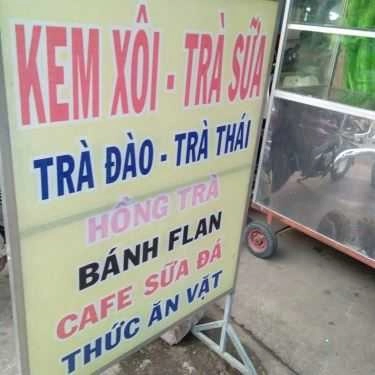 KEM XÔI - TRÀ SỮA
TRÀ ĐÀO - TRÀ THÁI
HỒNG TRÀ
BÁNH FLAN
CAFE SỮA ĐÁ
THỨC ĂN VẶT